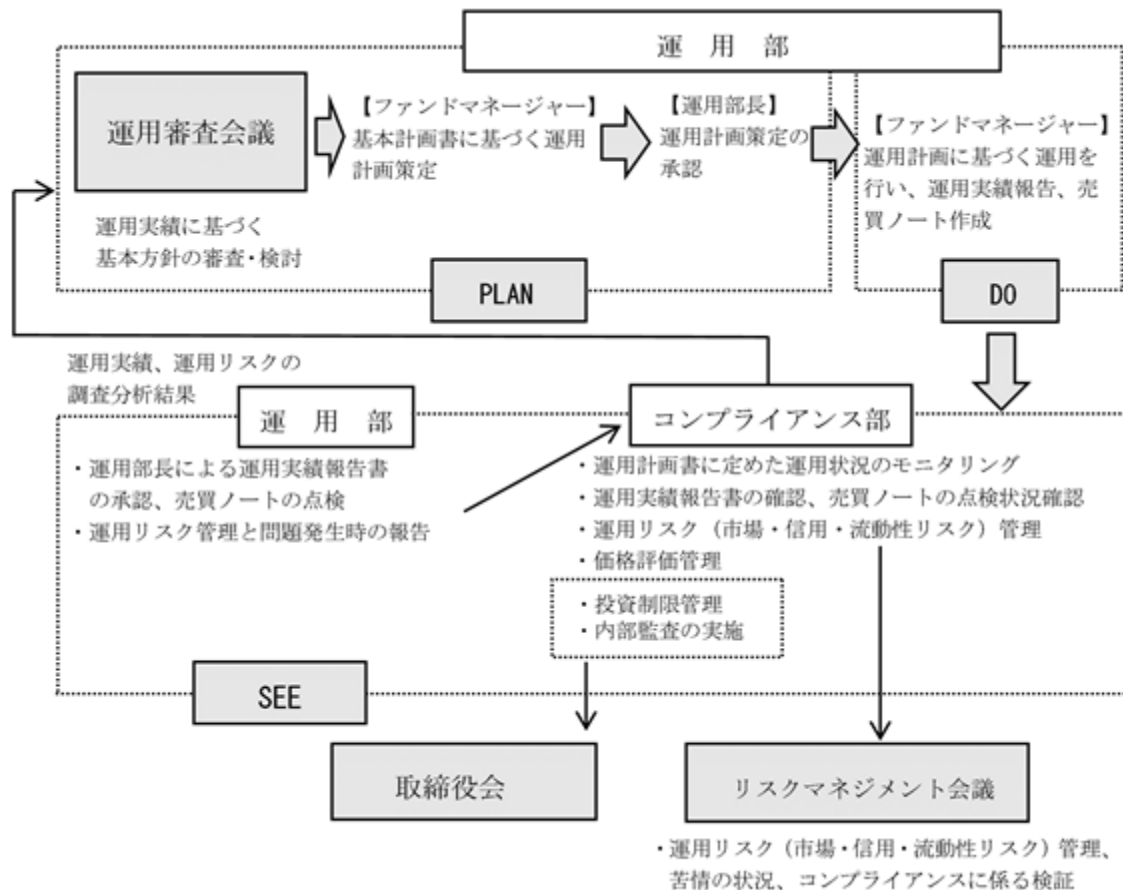 運　用　部
運用審査会議
運用実績に基づく
基本方針の審査・検討
【ファンドマネージャー】
基本計画書に基づく運用
計画策定
【運用部長】
運用計画策定の
承認
【ファンドマネージャー】
運用計画に基づく運用を
行い、運用実績報告、売
買ノート作成
PLAN
DO
運用実績、運用リスクの
調査分析結果
運　用　部
・運用部長による運用実績報告書
の承認、売買ノートの点検
・運用リスク管理と問題発生時の報告
コンプライアンス部
・運用計画書に定めた運用状況のモニタリング
・運用実績報告書の確認、売買ノートの点検状況確認
・運用リスク（市場・信用・流動性リスク）管理
・価格評価管理
・投資制限管理
・内部監査の実施
SEE
取締役会
リスクマネジメント会議
・運用リスク（市場・信用・流動性リスク）管理、
苦情の状況、コンプライアンスに係る検証